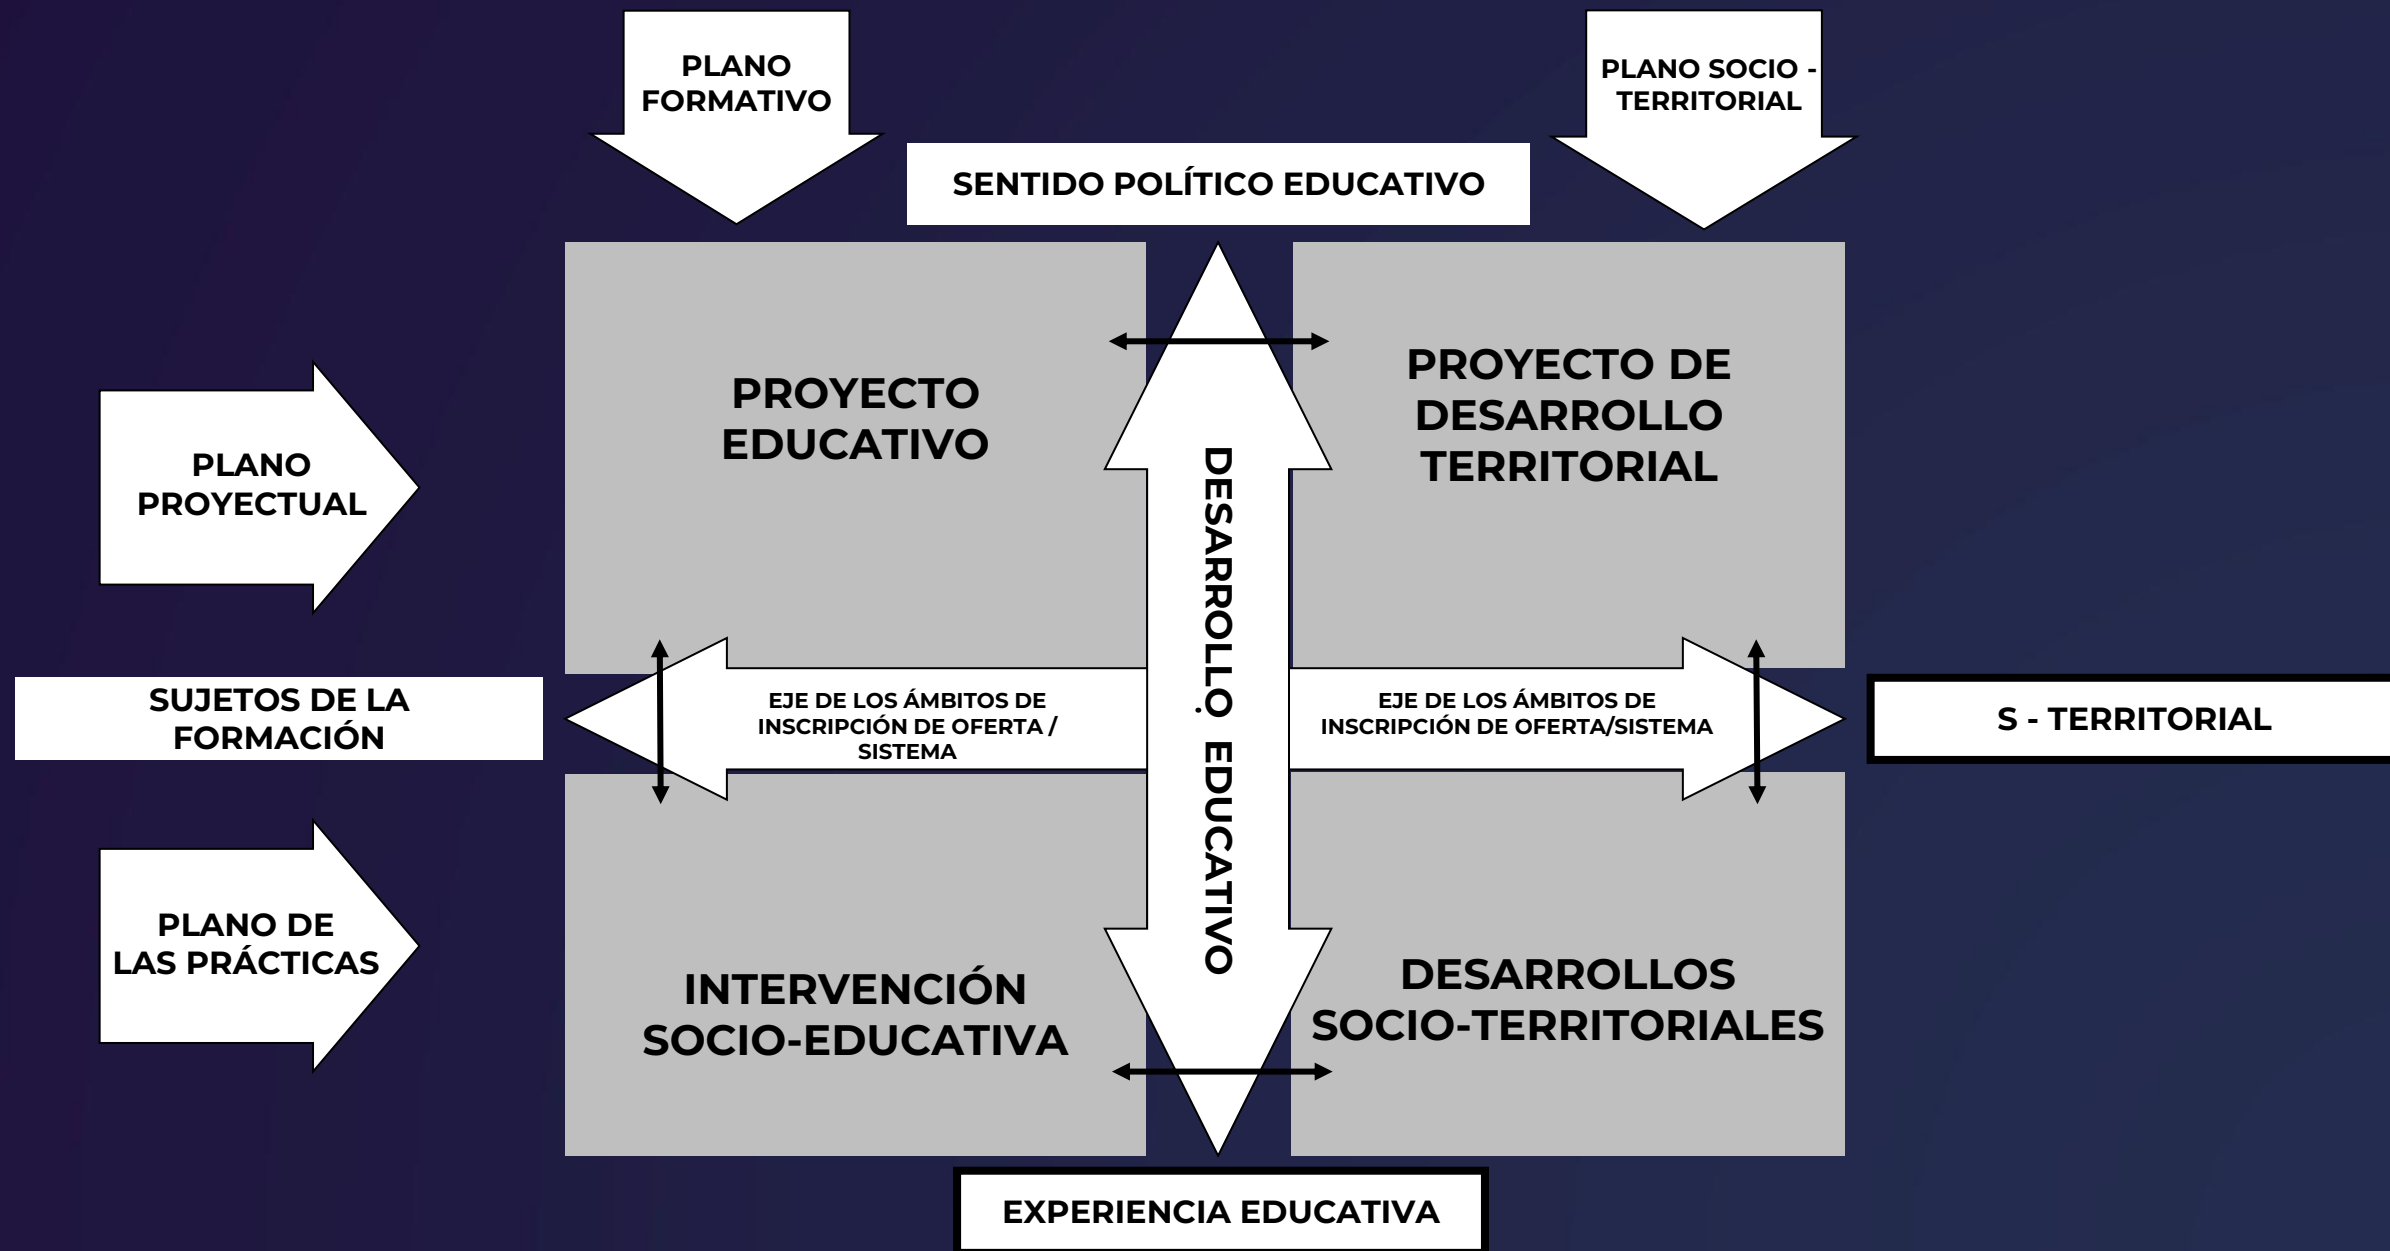 PLANO
FORMATIVO
PLANO SOCIO -
TERRITORIAL
SENTIDO POLÍTICO EDUCATIVO
PROYECTO
EDUCATIVO
PROYECTO DE
DESARROLLO
TERRITORIAL
PLANO
PROYECTUAL
DESARROLLO EDUCATIVO
SUJETOS DE LA
FORMACIÓN
EJE DE LOS ÁMBITOS DE
INSCRIPCIÓN DE OFERTA /
SISTEMA
EJE DE LOS ÁMBITOS DE
INSCRIPCIÓN DE OFERTA/SISTEMA
S - TERRITORIAL
.
PLANO DE
LAS PRÁCTICAS
INTERVENCIÓN
SOCIO-EDUCATIVA
DESARROLLOS
SOCIO-TERRITORIALES
EXPERIENCIA EDUCATIVA